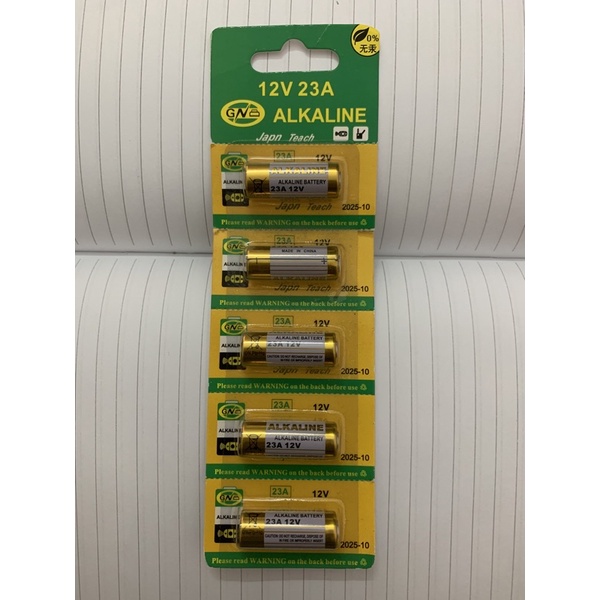 0%
无汞
12V 23A
GNE ALKALINE
Japn Teach
23A 12V
ALKALINE BATTERY
23A 12V
Japn Teach 2025-10
Please read WARNING on the back before use
23A 12V
MADE IN CHINA
+
Japn Teach 2025-10
Please read WARNING on the back before use
23A 12V
ALKALINE BATTERY
23A 12V
2025-10
Please read WARNING on the back before use
23A 12V
ALKALINE
ALKALINE BATTERY
23A 12V
2025-10
Please read WARNING on the back before use
23A 12V
ALKALINE BATTERY
23A 12V
2025-10
Please read WARNING on the back before use